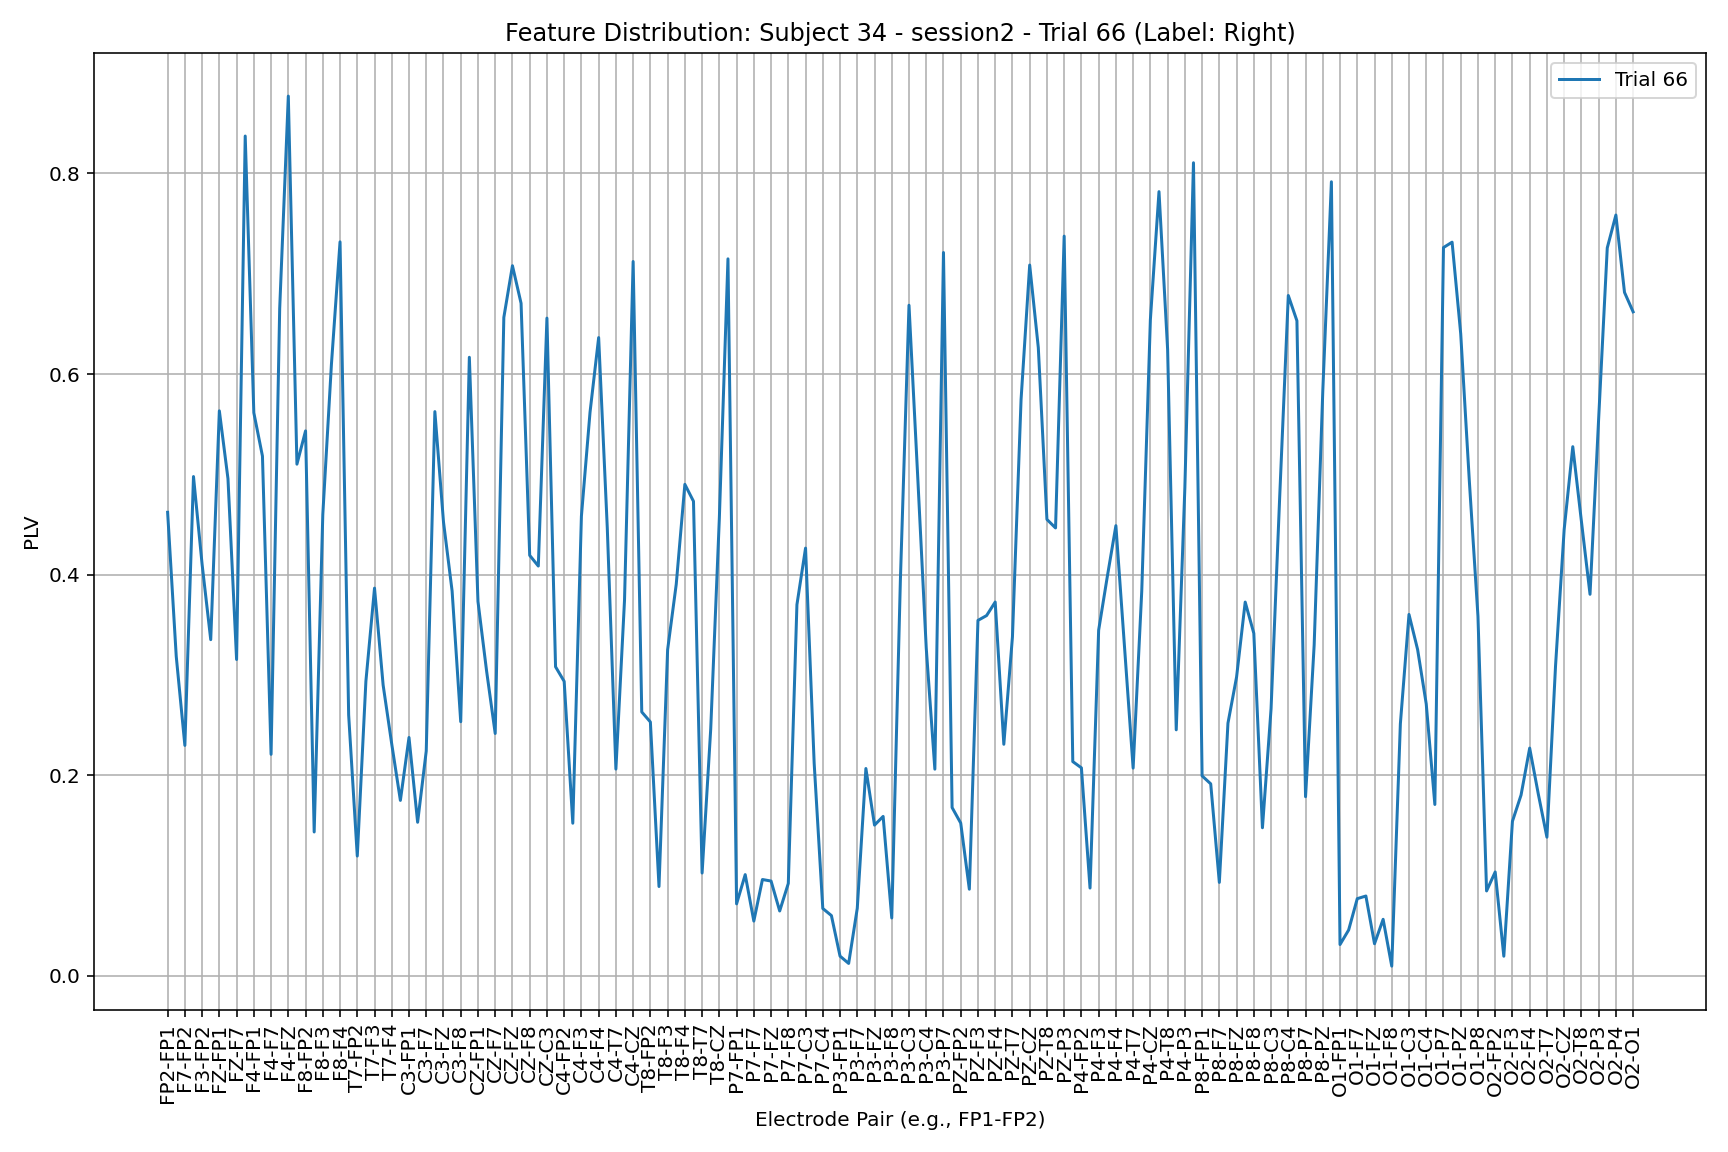 Feature Distribution: Subject 34 - session2 - Trial 66 (Label: Right)
Trial 66
PLV
0.8
0.6
0.4
0.2
0.0
FP2-FP1
F7-FP2
F3-FP2
FZ-FP1
FZ-F7
F4-FP1
F4-F7
F4-FZ
F8-FP2
F8-F3
F8-F4
T7-FP2
T7-F3
T7-F4
C3-FP1
C3-F7
C3-FZ
C3-F8
CZ-FP1
CZ-F7
CZ-FZ
CZ-F8
CZ-C3
C4-FP2
C4-F3
C4-F4
C4-T7
C4-CZ
T8-FP2
T8-F3
T8-F4
T8-T7
T8-CZ
P7-FP1
P7-F7
P7-FZ
P7-F8
P7-C3
P7-C4
P3-FP1
P3-F7
P3-FZ
P3-F8
P3-C3
P3-C4
P3-P7
PZ-FP2
PZ-F3
PZ-F4
PZ-T7
PZ-CZ
PZ-T8
PZ-P3
P4-FP2
P4-F3
P4-F4
P4-T7
P4-CZ
P4-T8
P4-P3
P8-FP1
P8-F7
P8-FZ
P8-F8
P8-C3
P8-C4
P8-P7
P8-PZ
O1-FP1
O1-F7
O1-FZ
O1-F8
O1-C3
O1-C4
O1-P7
O1-PZ
O1-P8
O2-FP2
O2-F3
O2-F4
O2-T7
O2-CZ
O2-T8
O2-P3
O2-P4
O2-O1
Electrode Pair (e.g., FP1-FP2)